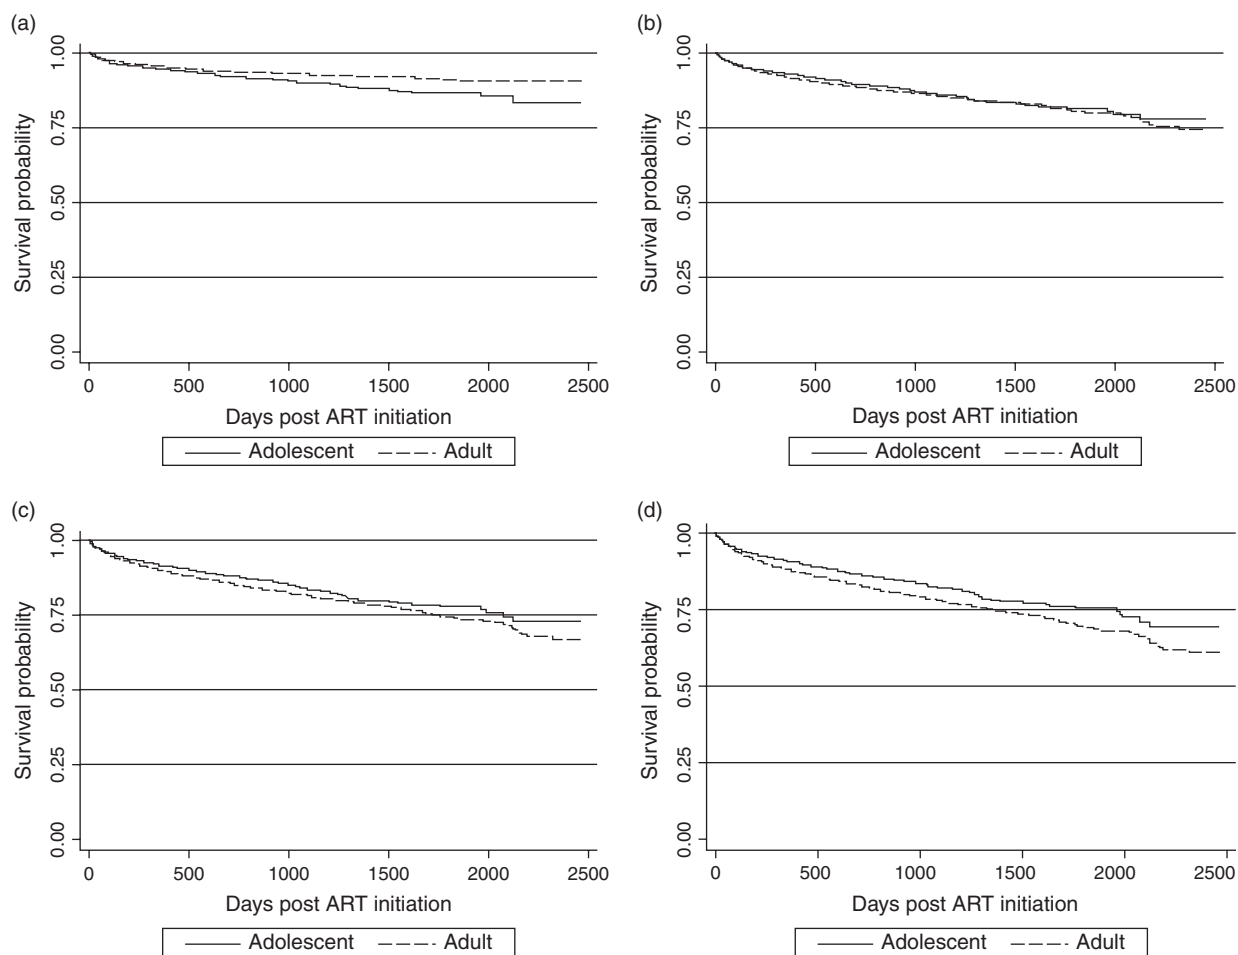 (a)
1.00
0.75
0.50
0.25
0.00
Survival probability
0 500 1000 1500 2000 2500
Days post ART initiation
Adolescent Adult
(b)
1.00
0.75
0.50
0.25
0.00
Survival probability
0 500 1000 1500 2000 2500
Days post ART initiation
Adolescent Adult
(c)
1.00
0.75
0.50
0.25
0.00
Survival probability
0 500 1000 1500 2000 2500
Days post ART initiation
Adolescent Adult
(d)
1.00
0.75
0.50
0.25
0.00
Survival probability
0 500 1000 1500 2000 2500
Days post ART initiation
Adolescent Adult